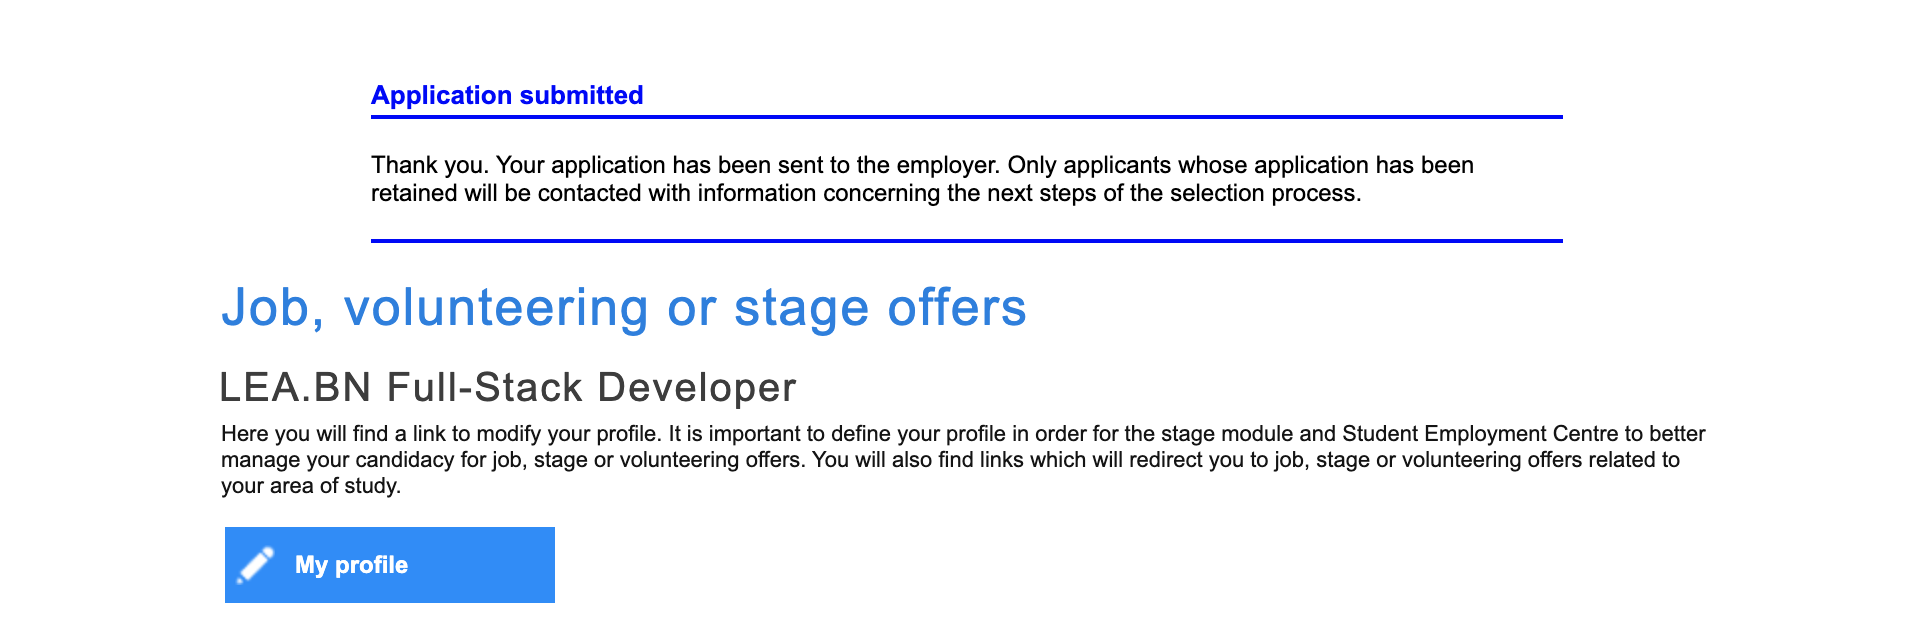 Application submitted
Thank you. Your application has been sent to the employer. Only applicants whose application has been
retained will be contacted with information concerning the next steps of the selection process.
Job, volunteering or stage offers
LEA.BN Full-Stack Developer
Here you will find a link to modify your profile. It is important to define your profile in order for the stage module and Student Employment Centre to better
manage your candidacy for job, stage or volunteering offers. You will also find links which will redirect you to job, stage or volunteering offers related to
your area of study.
My profile